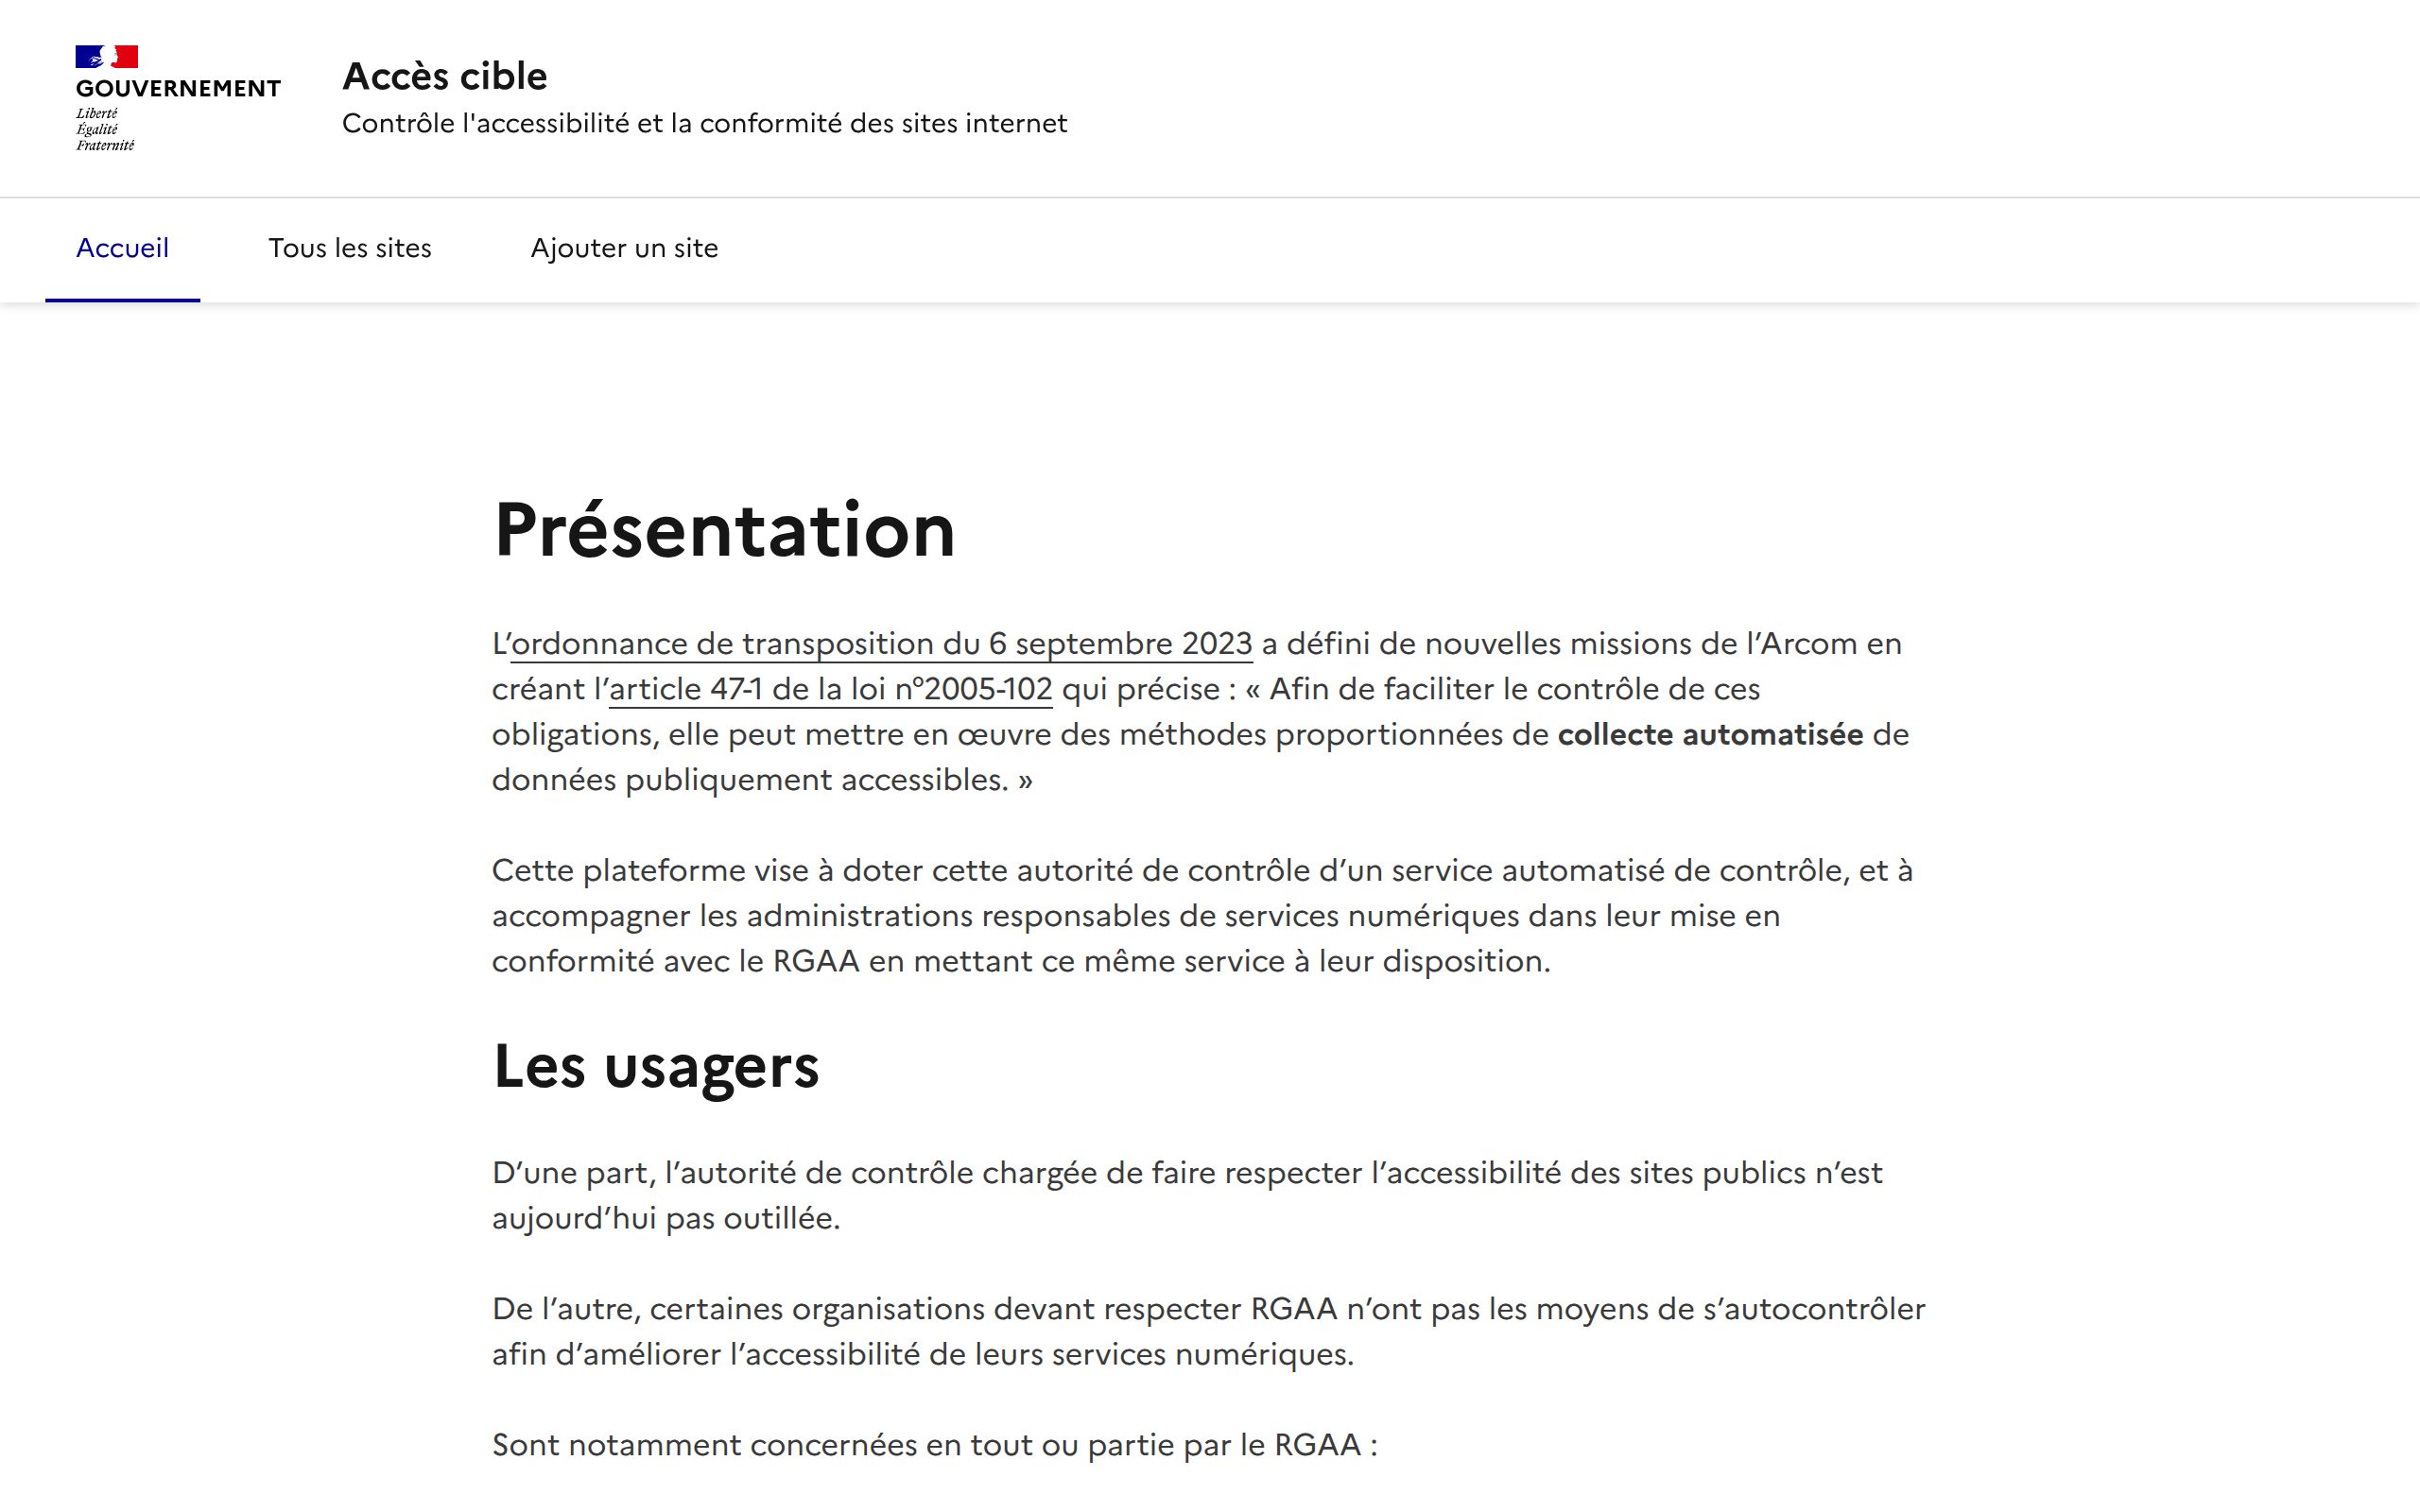 GOUVERNEMENT
Liberté
Égalité
Fraternité
Accès cible
Contrôle l'accessibilité et la conformité des sites internet
Accueil
Tous les sites
Ajouter un site
Présentation
L’ordonnance de transposition du 6 septembre 2023 a défini de nouvelles missions de l’Arcom en
créant l’article 47-1 de la loi n°2005-102 qui précise : « Afin de faciliter le contrôle de ces
obligations, elle peut mettre en œuvre des méthodes proportionnées de collecte automatisée de
données publiquement accessibles. »
Cette plateforme vise à doter cette autorité de contrôle d’un service automatisé de contrôle, et à
accompagner les administrations responsables de services numériques dans leur mise en
conformité avec le RGAA en mettant ce même service à leur disposition.
Les usagers
D’une part, l’autorité de contrôle chargée de faire respecter l’accessibilité des sites publics n’est
aujourd’hui pas outillée.
De l’autre, certaines organisations devant respecter RGAA n’ont pas les moyens de s’autocontrôler
afin d’améliorer l’accessibilité de leurs services numériques.
Sont notamment concernées en tout ou partie par le RGAA :